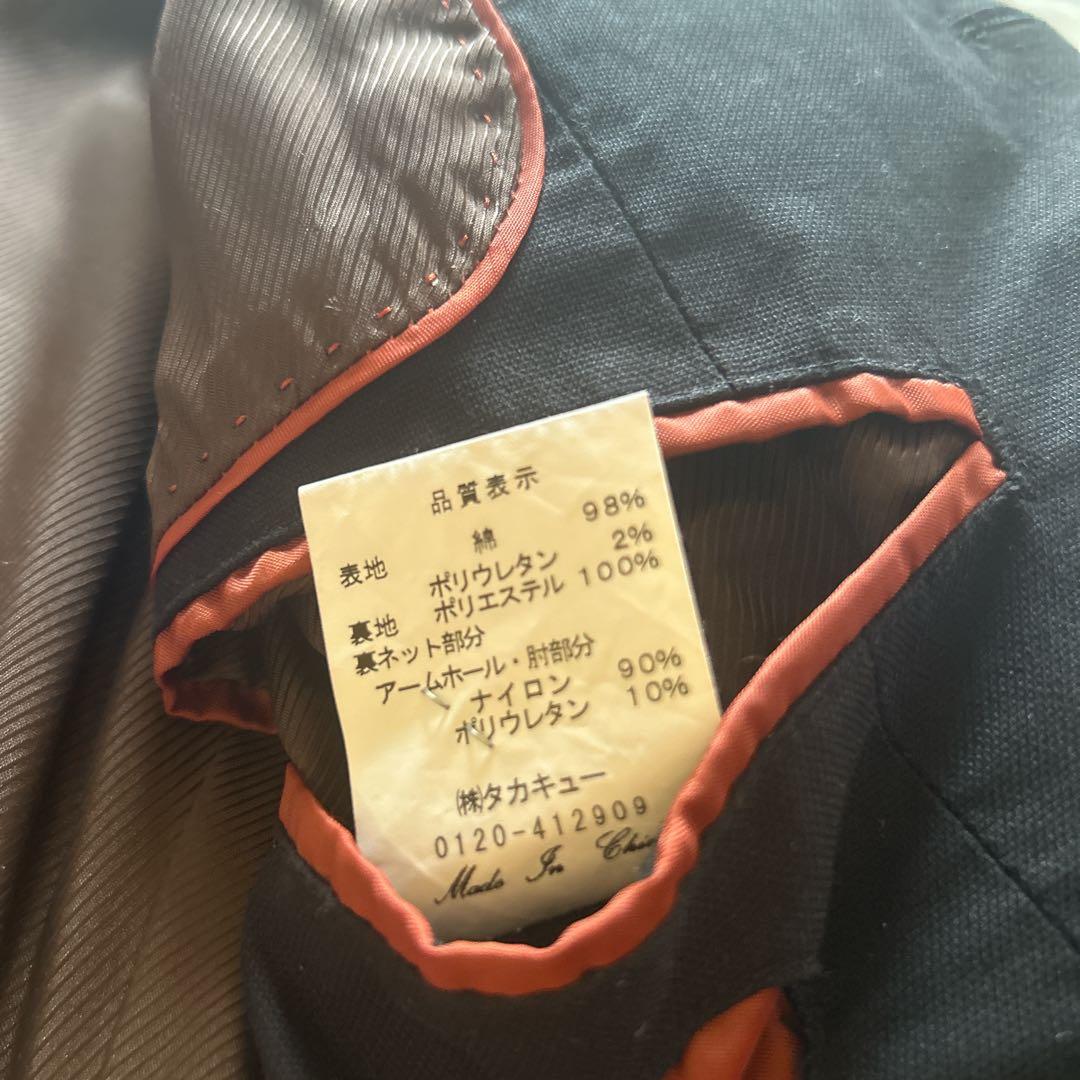 品質表示
表地 綿 98%
ポリウレタン 2%
裏地 ポリエステル 100%
裏ネット部分
アームホール・肘部分
ナイロン 90%
ポリウレタン 10%
㈱タカキュー
0120-412909
Made In